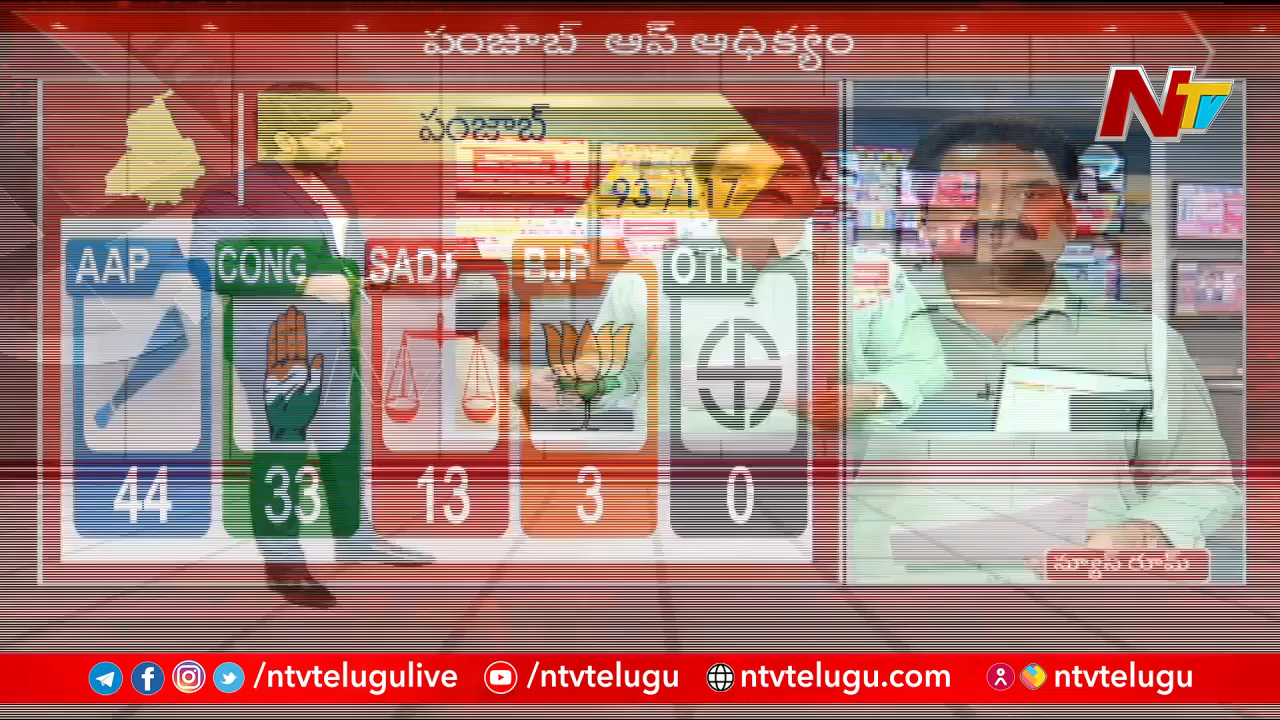 పంజాబ్ ఆప్ ఆధిక్యం
NTV
పంజాబ్
93 /117
AAP
CONG
SAD+
BJP
OTH
44
33
13
3
0
న్యూస్ రూమ్
/ntvtelugulive
/ntvtelugu
ntvtelugu.com
ntvtelugu